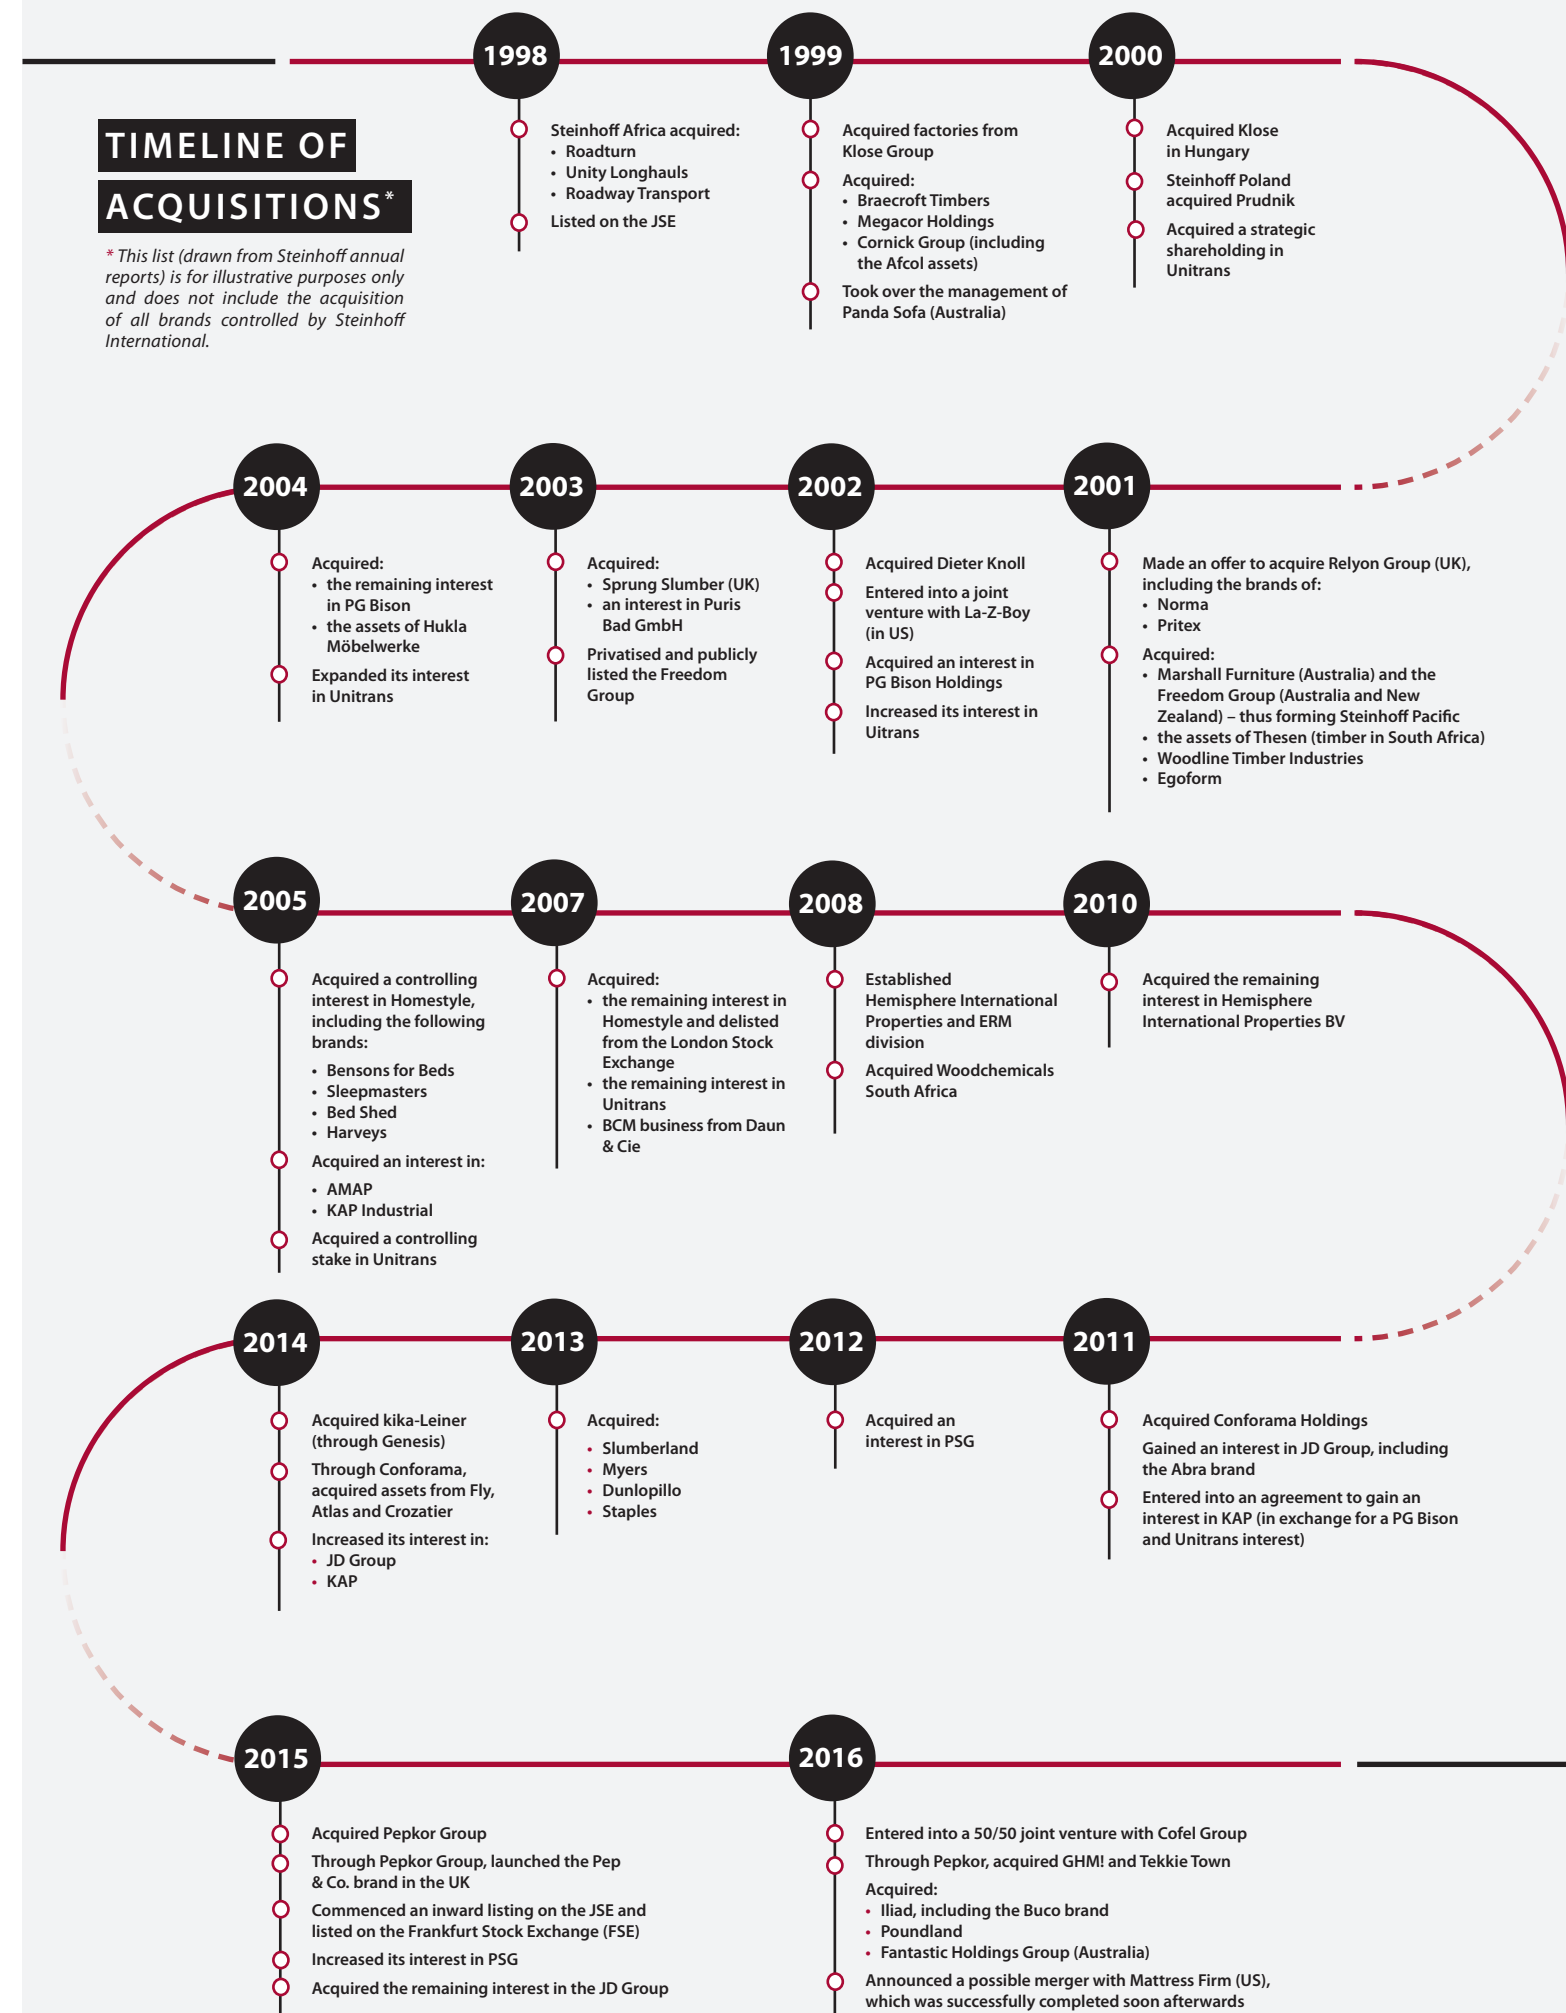 TIMELINE OF
ACQUISITIONS*
* This list (drawn from Steinhoff annual
reports) is for illustrative purposes only
and does not include the acquisition
of all brands controlled by Steinhoff
International.
1998
Steinhoff Africa acquired:
• Roadturn
• Unity Longhauls
• Roadway Transport
Listed on the JSE
1999
Acquired factories from
Klose Group
Acquired:
• Braecroft Timbers
• Megacor Holdings
• Cornick Group (including
the Afcol assets)
Took over the management of
Panda Sofa (Australia)
2000
Acquired Klose
in Hungary
Steinhoff Poland
acquired Prudnik
Acquired a strategic
shareholding in
Unitrans
2001
Made an offer to acquire Relyon Group (UK),
including the brands of:
• Norma
• Pritex
Acquired:
• Marshall Furniture (Australia) and the
Freedom Group (Australia and New
Zealand) – thus forming Steinhoff Pacific
• the assets of Thesen (timber in South Africa)
• Woodline Timber Industries
• Egoform
2002
Acquired Dieter Knoll
Entered into a joint
venture with La-Z-Boy
(in US)
Acquired an interest in
PG Bison Holdings
Increased its interest in
Uitrans
2003
Acquired:
• Sprung Slumber (UK)
• an interest in Puris
Bad GmbH
Privatised and publicly
listed the Freedom
Group
2004
Acquired:
• the remaining interest
in PG Bison
• the assets of Hukla
Möbelwerke
Expanded its interest
in Unitrans
2005
Acquired a controlling
interest in Homestyle,
including the following
brands:
• Bensons for Beds
• Sleepmasters
• Bed Shed
• Harveys
Acquired an interest in:
• AMAP
• KAP Industrial
Acquired a controlling
stake in Unitrans
2007
Acquired:
• the remaining interest in
Homestyle and delisted
from the London Stock
Exchange
• the remaining interest in
Unitrans
• BCM business from Daun
& Cie
2008
Established
Hemisphere International
Properties and ERM
division
Acquired Woodchemicals
South Africa
2010
Acquired the remaining
interest in Hemisphere
International Properties BV
2011
Acquired Conforama Holdings
Gained an interest in JD Group, including
the Abra brand
Entered into an agreement to gain an
interest in KAP (in exchange for a PG Bison
and Unitrans interest)
2012
Acquired an
interest in PSG
2013
Acquired:
• Slumberland
• Myers
• Dunlopillo
• Staples
2014
Acquired kika-Leiner
(through Genesis)
Through Conforama,
acquired assets from Fly,
Atlas and Crozatier
Increased its interest in:
• JD Group
• KAP
2015
Acquired Pepkor Group
Through Pepkor Group, launched the Pep
& Co. brand in the UK
Commenced an inward listing on the JSE and
listed on the Frankfurt Stock Exchange (FSE)
Increased its interest in PSG
Acquired the remaining interest in the JD Group
2016
Entered into a 50/50 joint venture with Cofel Group
Through Pepkor, acquired GHM! and Tekkie Town
Acquired:
• Iliad, including the Buco brand
• Poundland
• Fantastic Holdings Group (Australia)
Announced a possible merger with Mattress Firm (US),
which was successfully completed soon afterwards